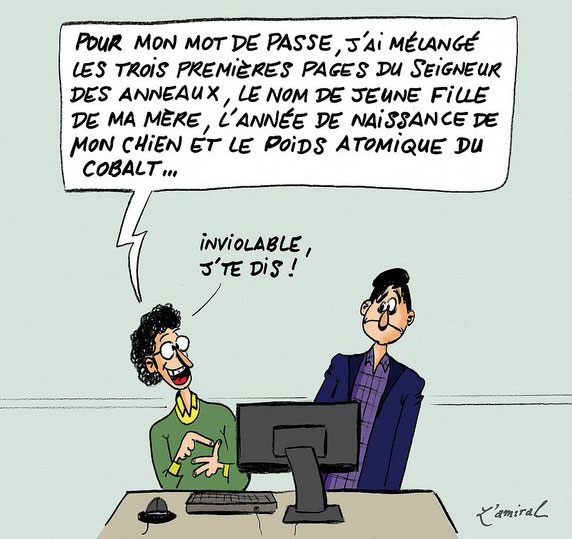 POUR MON MOT DE PASSE, J'AI MÉLANGÉ
LES TROIS PREMIÈRES PAGES DU SEIGNEUR
DES ANNEAUX, LE NOM DE JEUNE FILLE
DE MA MÈRE, L'ANNÉE DE NAISSANCE DE
MON CHIEN ET LE POIDS ATOMIQUE DU
COBALT...
INVIOLABLE,
J'TE DIS !
L'amiral